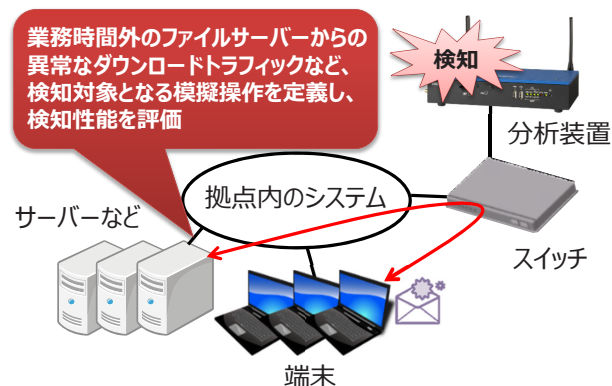 業務時間外のファイルサーバーからの
異常なダウンロードトラフィックなど、
検知対象となる模擬操作を定義し、
検知性能を評価
検知
分析装置
拠点内のシステム
サーバーなど
スイッチ
端末